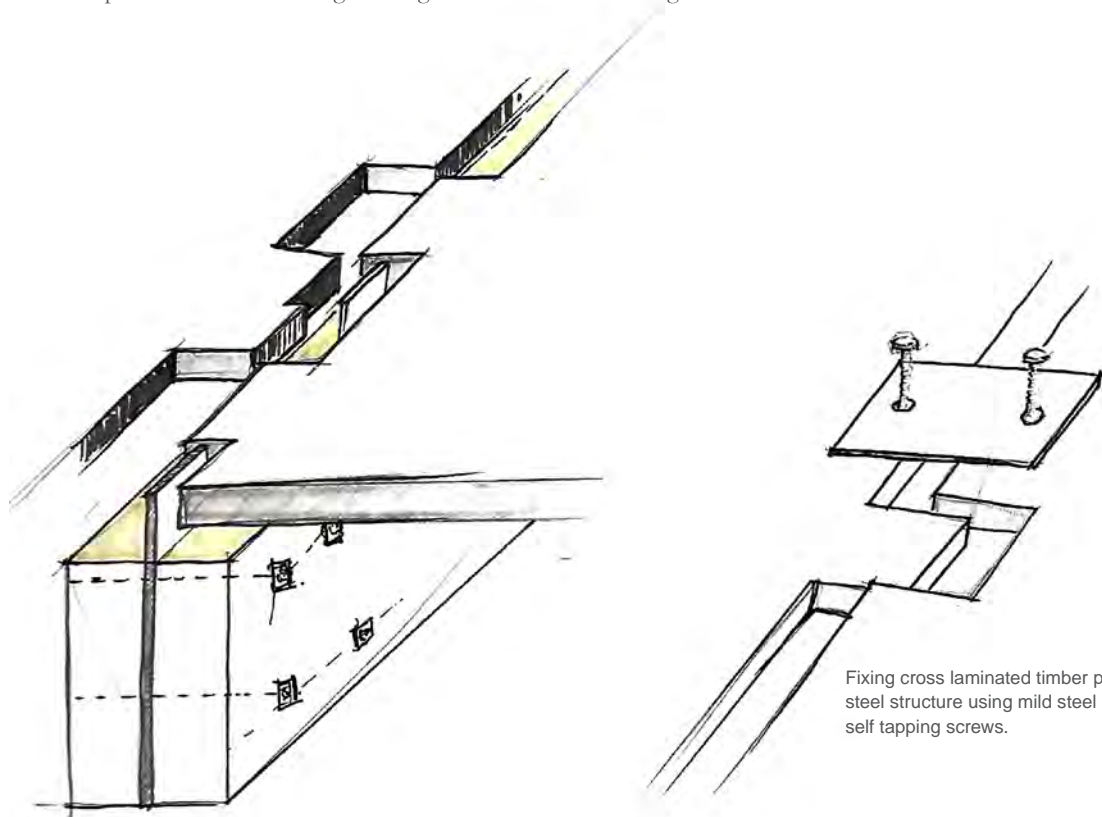 Fixing cross laminated timber p
steel structure using mild steel
self tapping screws.